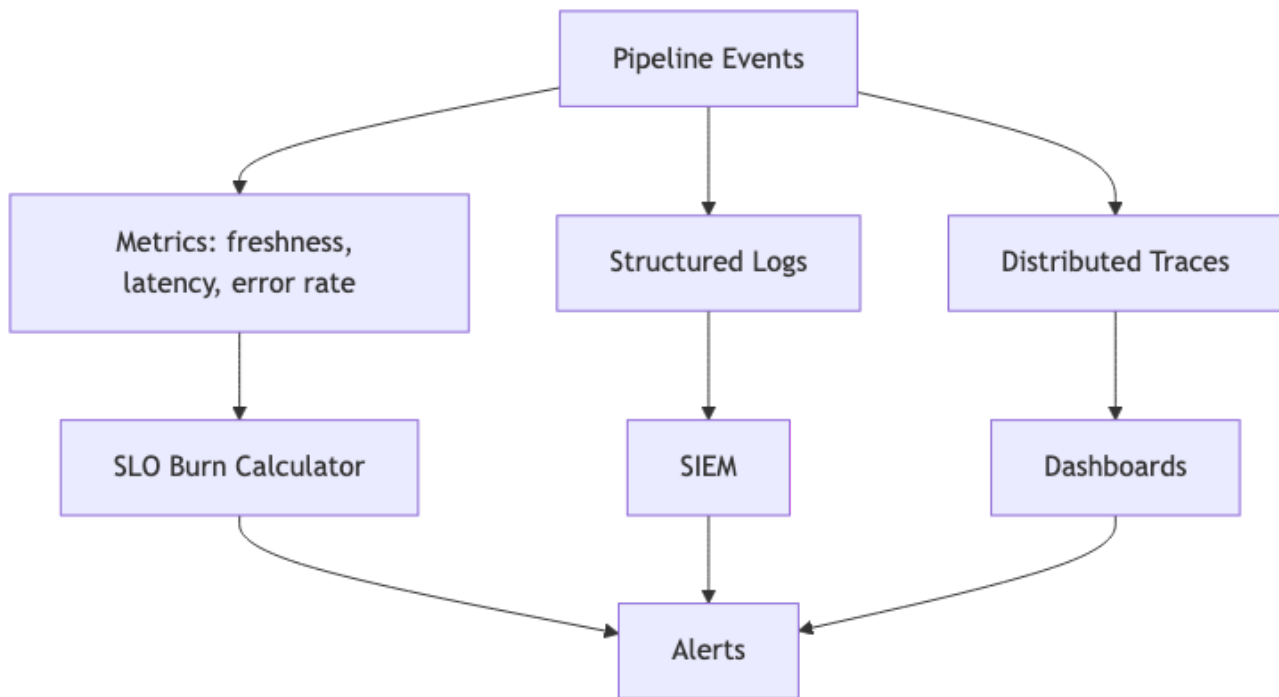 Pipeline Events
Metrics: freshness,
latency, error rate
Structured Logs
Distributed Traces
SLO Burn Calculator
SIEM
Dashboards
Alerts